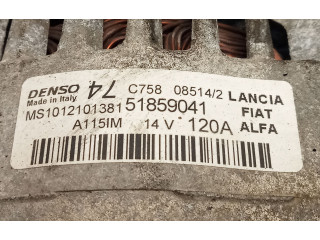 DENSO 74 C758 08514/2 LANCIA
Made in Italy
MS1012101381 51859041 FIAT
A115IM 14 V 120A ALFA